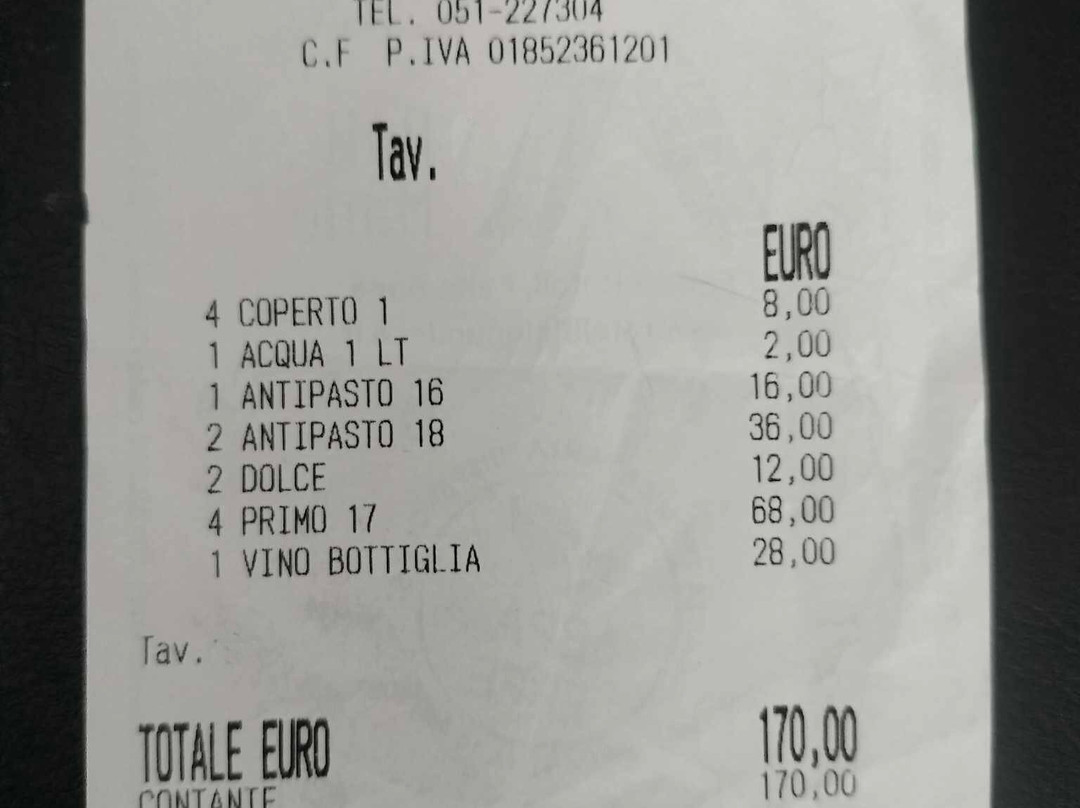 TEL. 051-227304
C.F P.IVA 01852361201
Tav.
EURO
4 COPERTO 1 8,00
1 ACQUA 1 LT 2,00
1 ANTIPASTO 16 16,00
2 ANTIPASTO 18 36,00
2 DOLCE 12,00
4 PRIMO 17 68,00
1 VINO BOTTIGLIA 28,00
Tav.
TOTALE EURO 170,00
CONTANTE 170,00